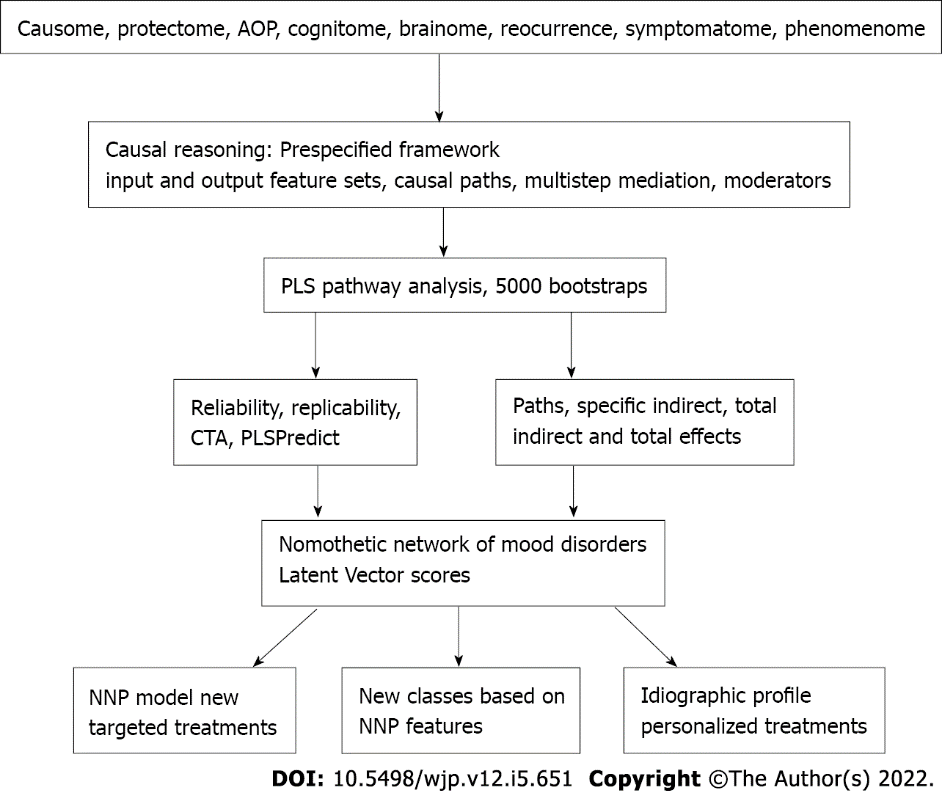 Causome, protectome, AOP, cognitome, brainome, reocurrence, symptomatome, phenomenome
Causal reasoning: Prespecified framework
input and output feature sets, causal paths, multistep mediation, moderators
PLS pathway analysis, 5000 bootstraps
Reliability, replicability,
CTA, PLSPredict
Paths, specific indirect, total
indirect and total effects
Nomothetic network of mood disorders
Latent Vector scores
NNP model new
targeted treatments
New classes based on
NNP features
Idiographic profile
personalized treatments
DOI: 10.5498/wjp.v12.i5.651 Copyright ©The Author(s) 2022.